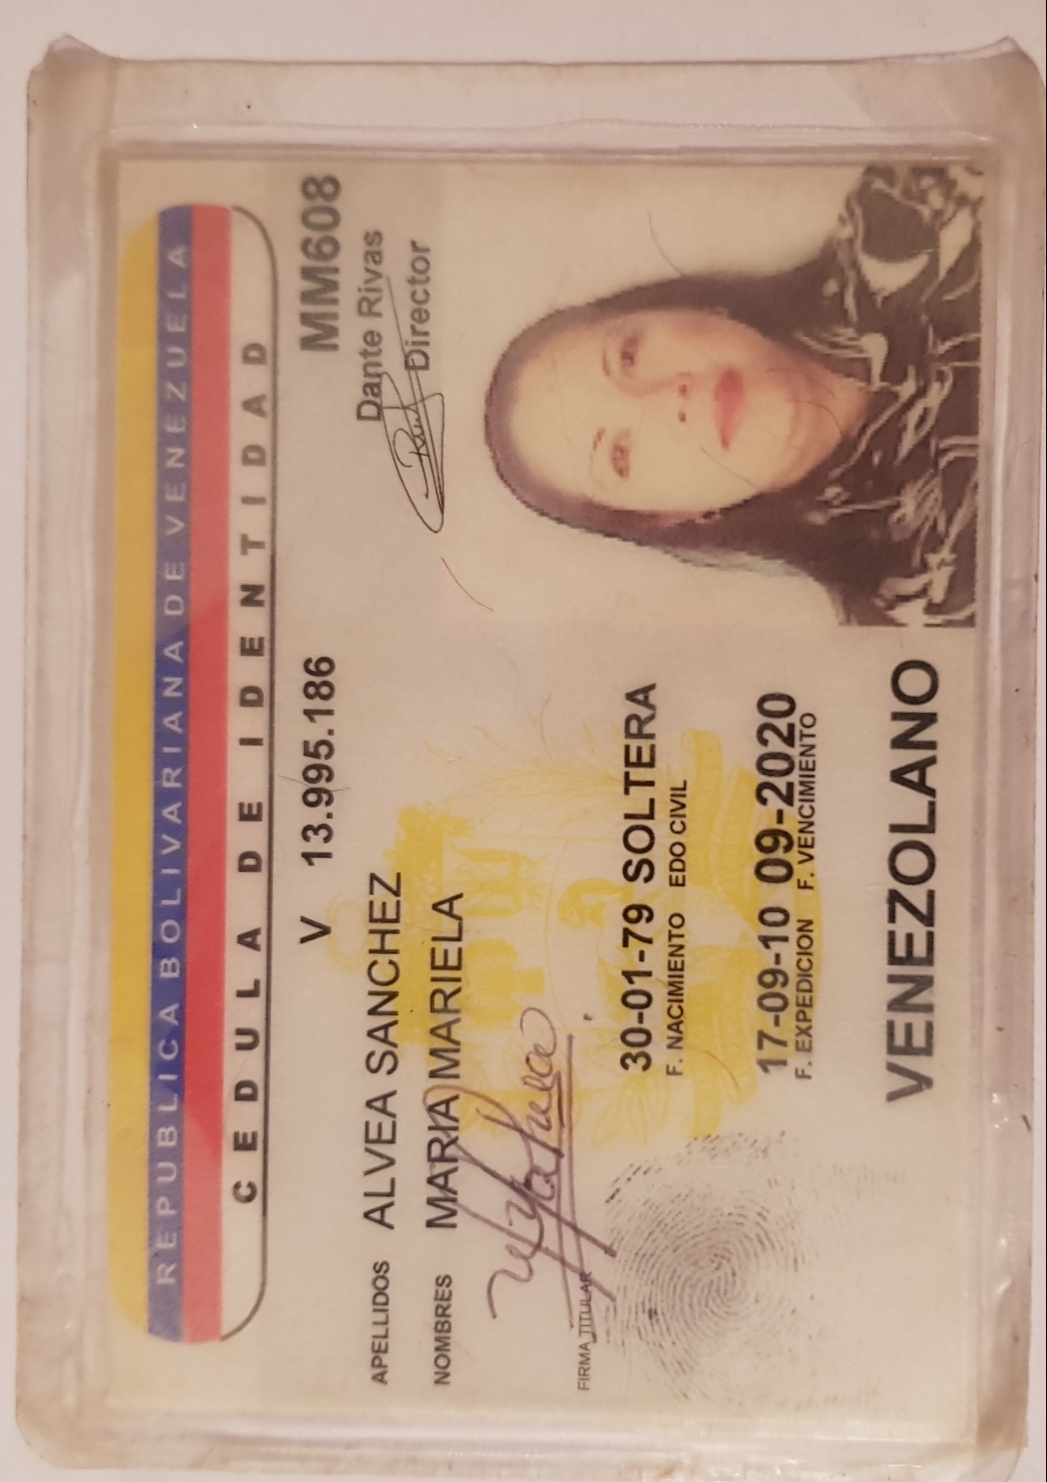 REPUBLICA BOLIVARIANA DE VENEZUELA
CEDULA DE IDENTIDAD
V 13.995.186 MM608
APELLIDOS ALVEA SANCHEZ
Dante Rivas
Director
NOMBRES MARIA MARIELA
FIRMA TITULAR
30-01-79 SOLTERA
F. NACIMIENTO EDO CIVIL
17-09-10 09-2020
F. EXPEDICION F. VENCIMIENTO
VENEZOLANO